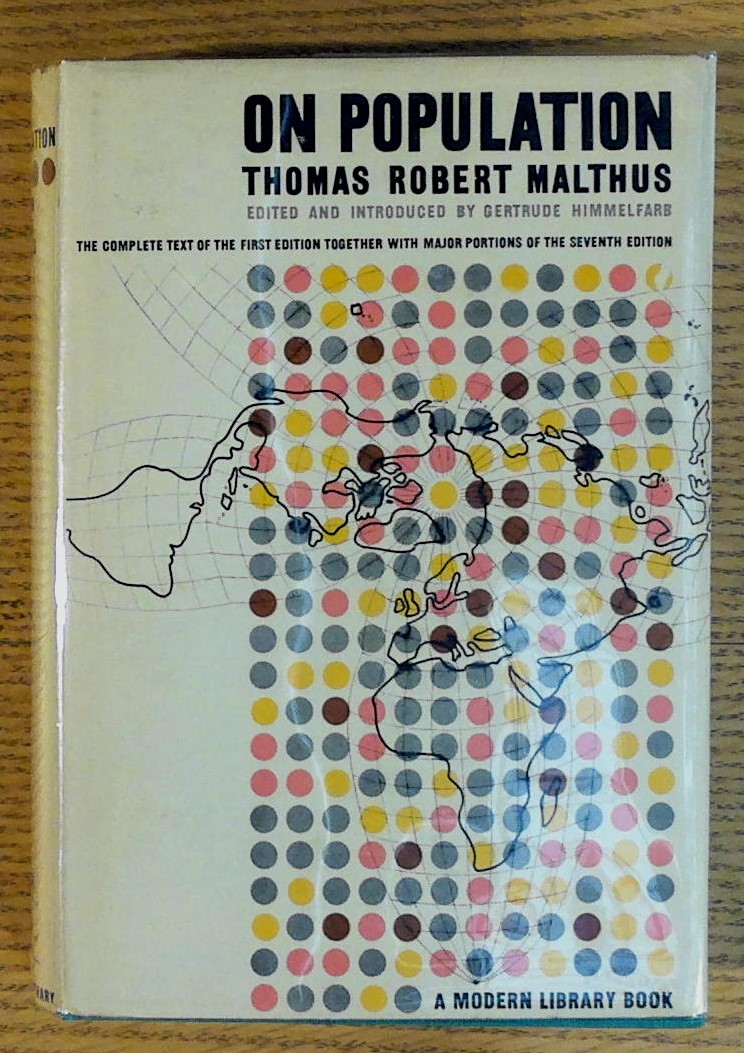 ON POPULATION
THOMAS ROBERT MALTHUS
EDITED AND INTRODUCED BY GERTRUDE HIMMELFARB
THE COMPLETE TEXT OF THE FIRST EDITION TOGETHER WITH MAJOR PORTIONS OF THE SEVENTH EDITION
A MODERN LIBRARY BOOK